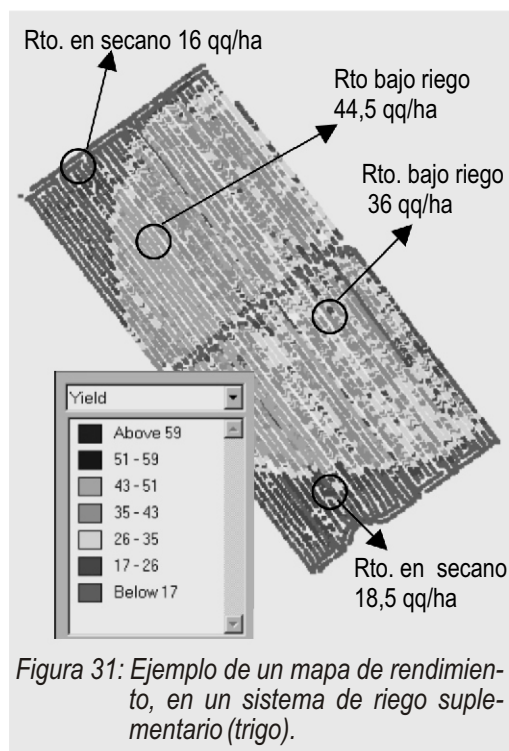 Rto. en secano 16 qq/ha
Rto bajo riego
44,5 qq/ha
Rto. bajo riego
36 qq/ha
Yield
Above 59
51 - 59
43 - 51
35 - 43
26 - 35
17 - 26
Below 17
Rto. en secano
18,5 qq/ha
Figura 31: Ejemplo de un mapa de rendimien-
to, en un sistema de riego suple-
mentario (trigo).